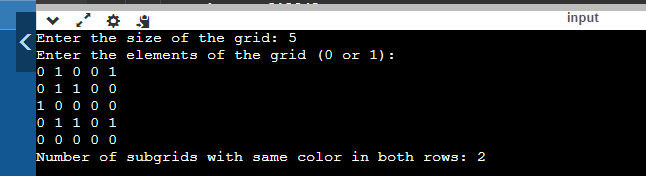 input
Enter the size of the grid: 5
Enter the elements of the grid (0 or 1):
0 1 0 0 1
0 1 1 0 0
1 0 0 0 0
0 1 1 0 1
0 0 0 0 0
Number of subgrids with same color in both rows: 2